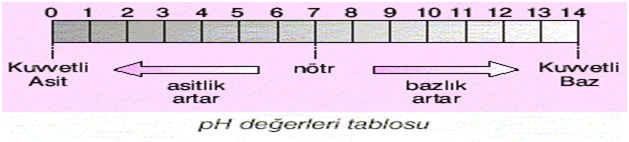 0 1 2 3 4 5 6 7 8 9 10 11 12 13 14
Kuvvetli Asit
asitlik artar
nötr
bazlık artar
Kuvvetli Baz
pH değerleri tablosu